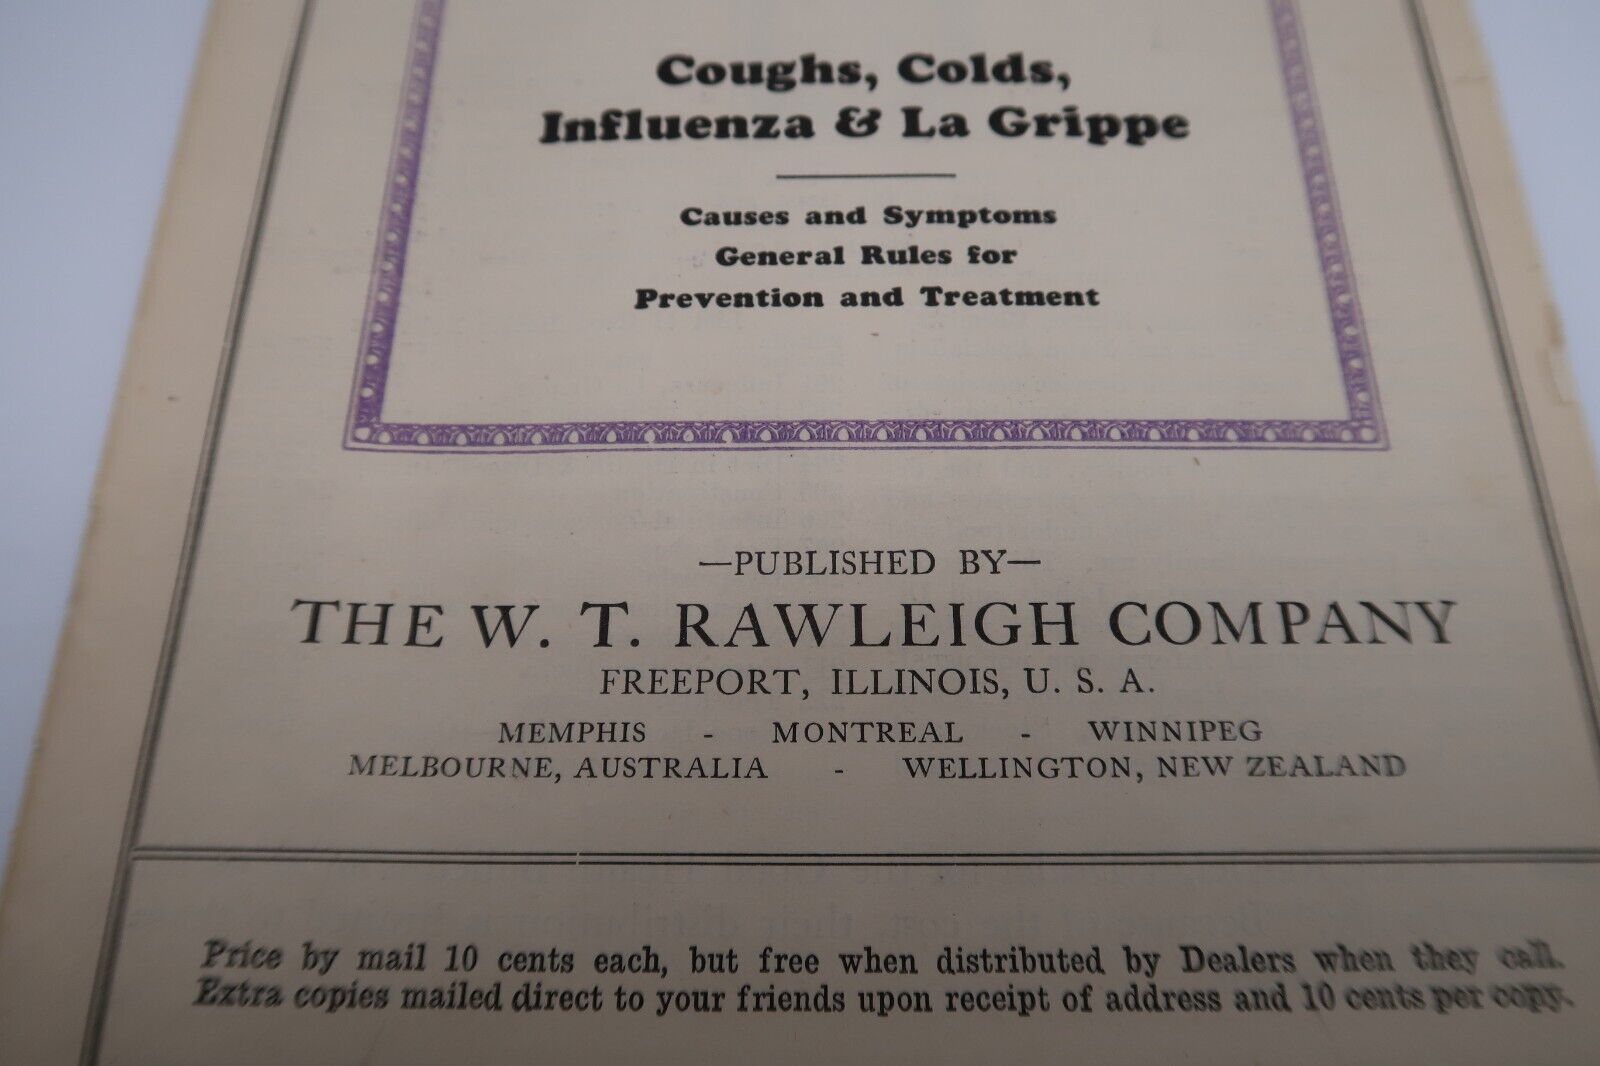 Coughs, Colds,
Influenza & La Grippe
Causes and Symptoms
General Rules for
Prevention and Treatment
—PUBLISHED BY—
THE W. T. RAWLEIGH COMPANY
FREEPORT, ILLINOIS, U. S. A.
MEMPHIS - MONTREAL - WINNIPEG
MELBOURNE, AUSTRALIA - WELLINGTON, NEW ZEALAND
Price by mail 10 cents each, but free when distributed by Dealers when they call.
Extra copies mailed direct to your friends upon receipt of address and 10 cents per copy.